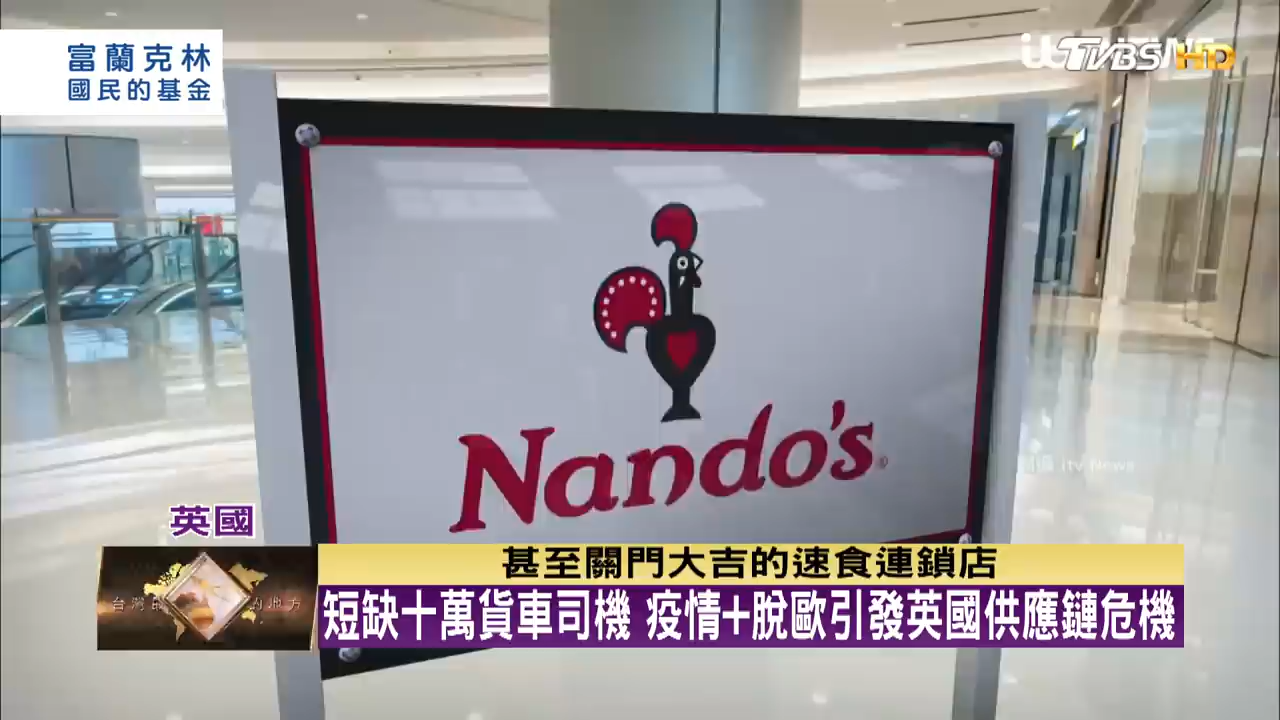 富蘭克林
國民的基金
TVBS HD
Nando's
itv News
英國
甚至關門大吉的速食連鎖店
短缺十萬貨車司機 疫情+脫歐引發英國供應鏈危機